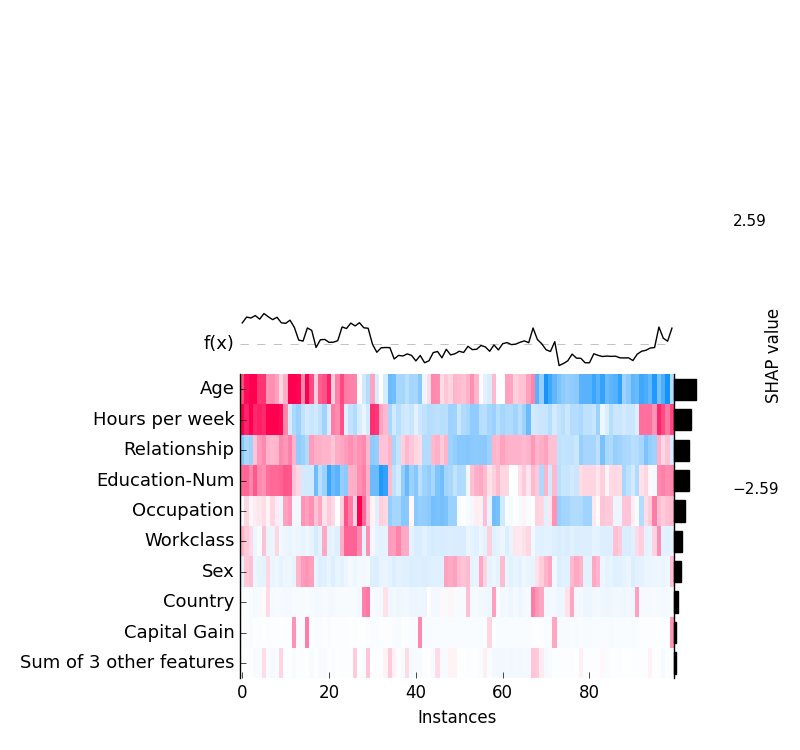 2.59
SHAP value
−2.59
f(x)
Age
Hours per week
Relationship
Education-Num
Occupation
Workclass
Sex
Country
Capital Gain
Sum of 3 other features
0 20 40 60 80
Instances